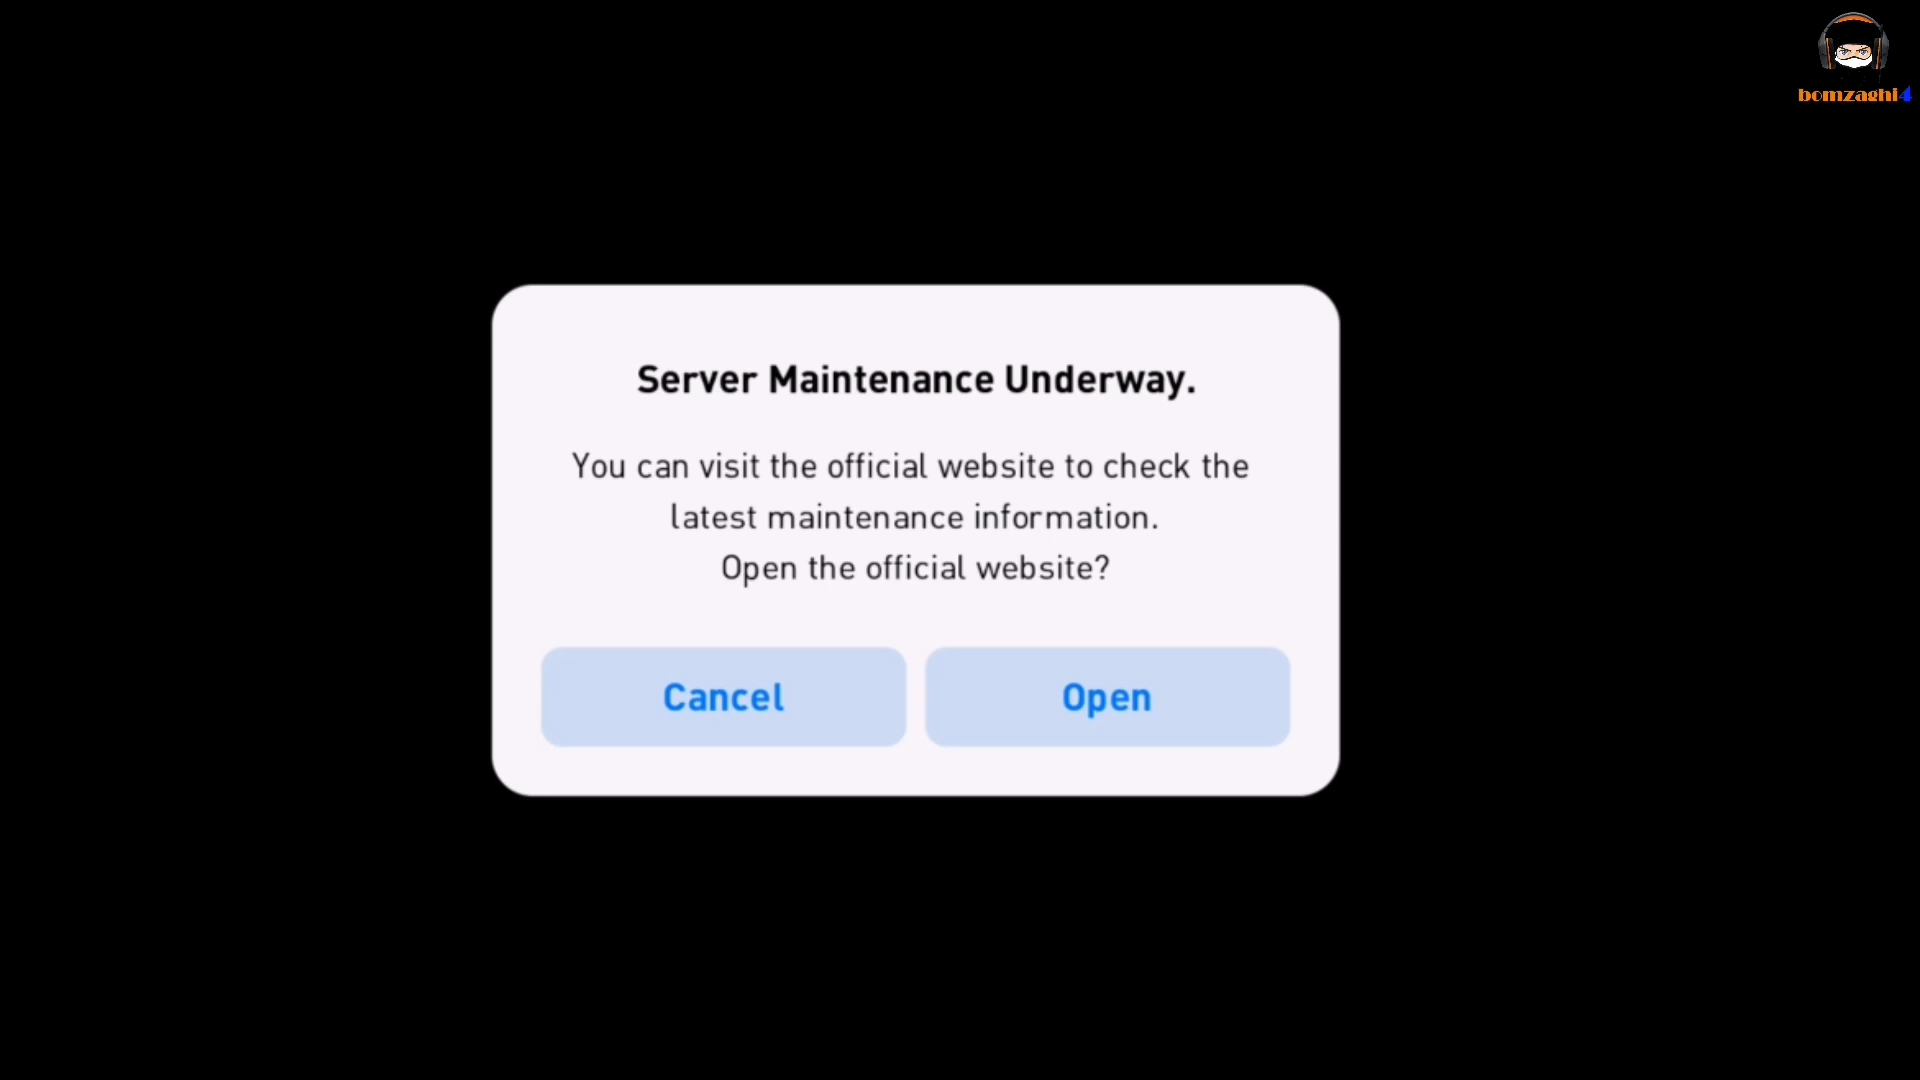 bomzaghi4
Server Maintenance Underway.
You can visit the official website to check the
latest maintenance information.
Open the official website?
Cancel
Open